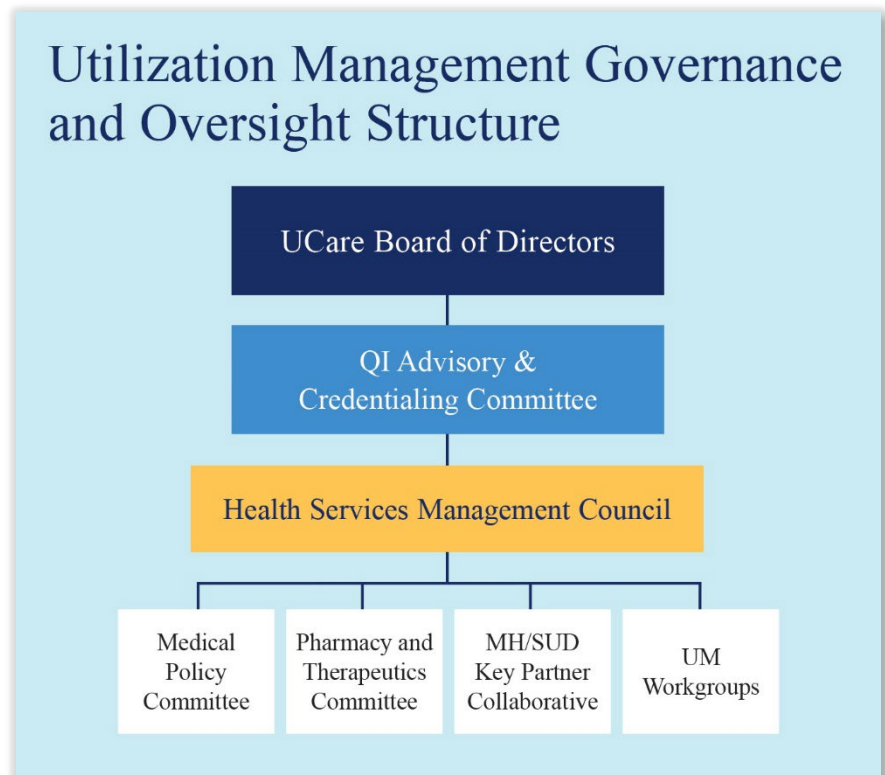 Utilization Management Governance
and Oversight Structure
UCare Board of Directors
QI Advisory &
Credentialing Committee
Health Services Management Council
Medical
Policy
Committee
Pharmacy and
Therapeutics
Committee
MH/SUD
Key Partner
Collaborative
UM
Workgroups